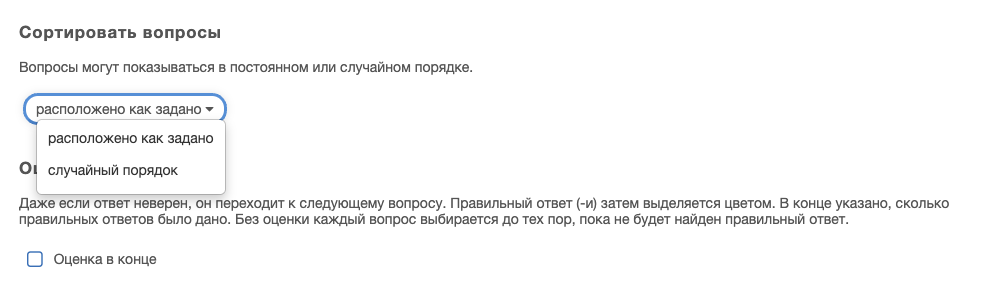 Сортировать вопросы
Вопросы могут показываться в постоянном или случайном порядке.
расположено как задано
расположено как задано
случайный порядок
Даже если ответ неверен, он переходит к следующему вопросу. Правильный ответ (-и) затем выделяется цветом. В конце указано, сколько
правильных ответов было дано. Без оценки каждый вопрос выбирается до тех пор, пока не будет найден правильный ответ.
Оценка в конце